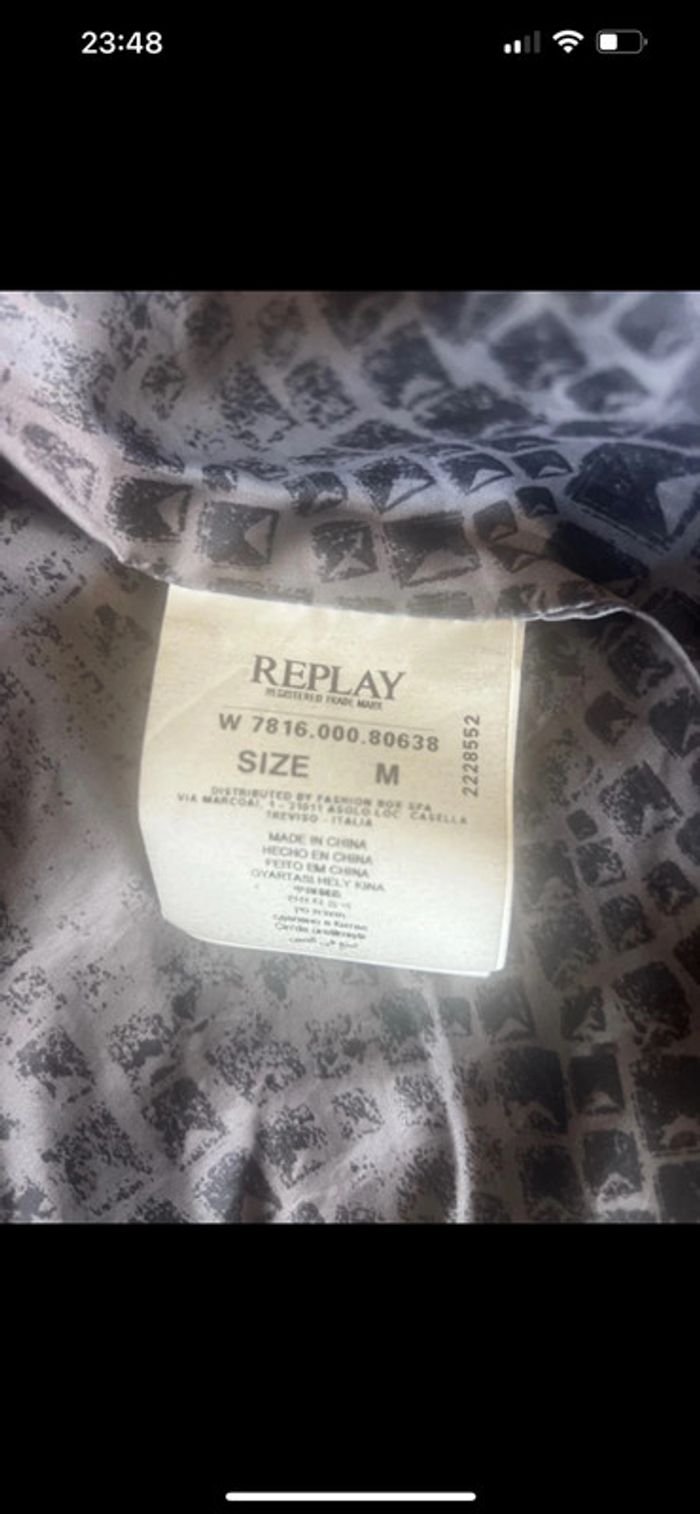 23:48
REPLAY
REGISTERED TRADE MARK
W 7816.000.80638
SIZE M
2228552
DISTRIBUTED BY FASHION BOX SPA
VIA MARCOAI, 1 - 31011 ASOLO LOC. CASELLA
TREVISO - ITALIA
MADE IN CHINA
HECHO EN CHINA
FEITO EM CHINA
GYARTASI HELY KINA